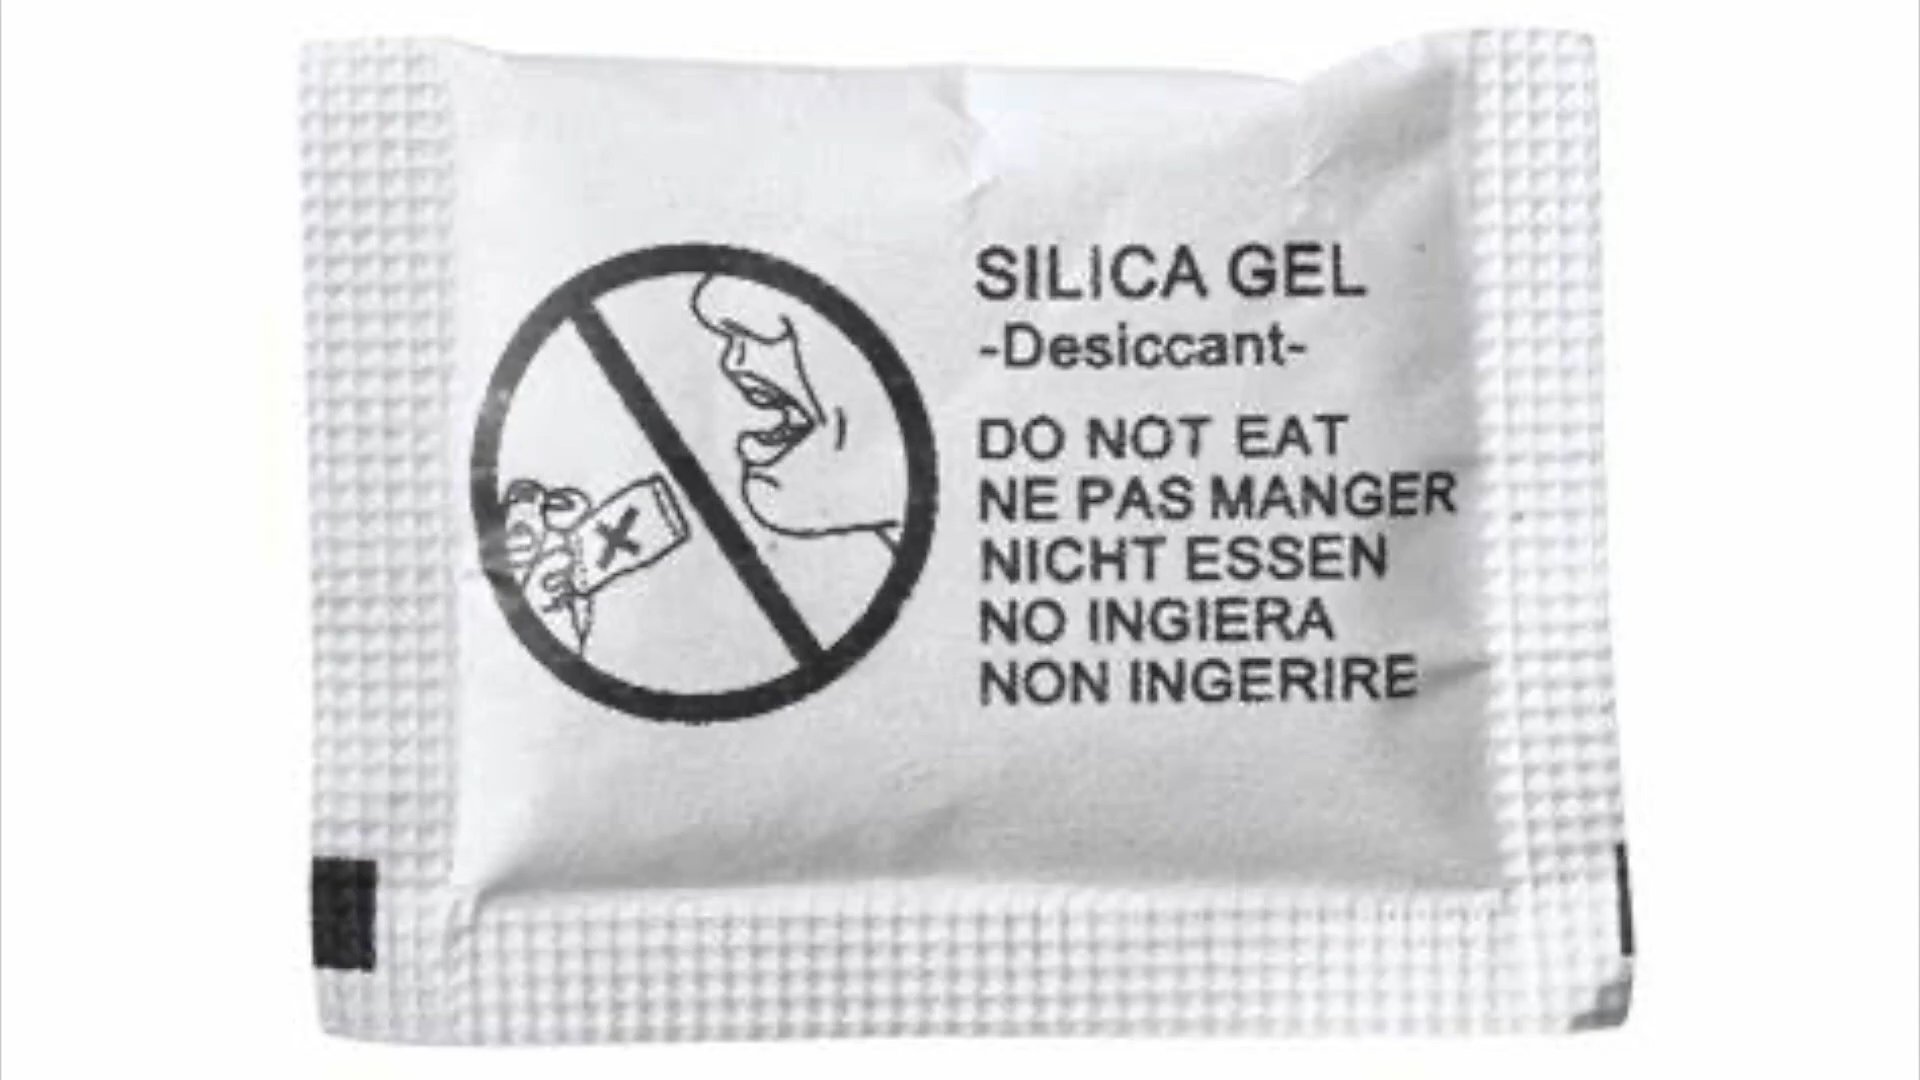 SILICA GEL
-Desiccant-
DO NOT EAT
NE PAS MANGER
NICHT ESSEN
NO INGIERA
NON INGERIRE